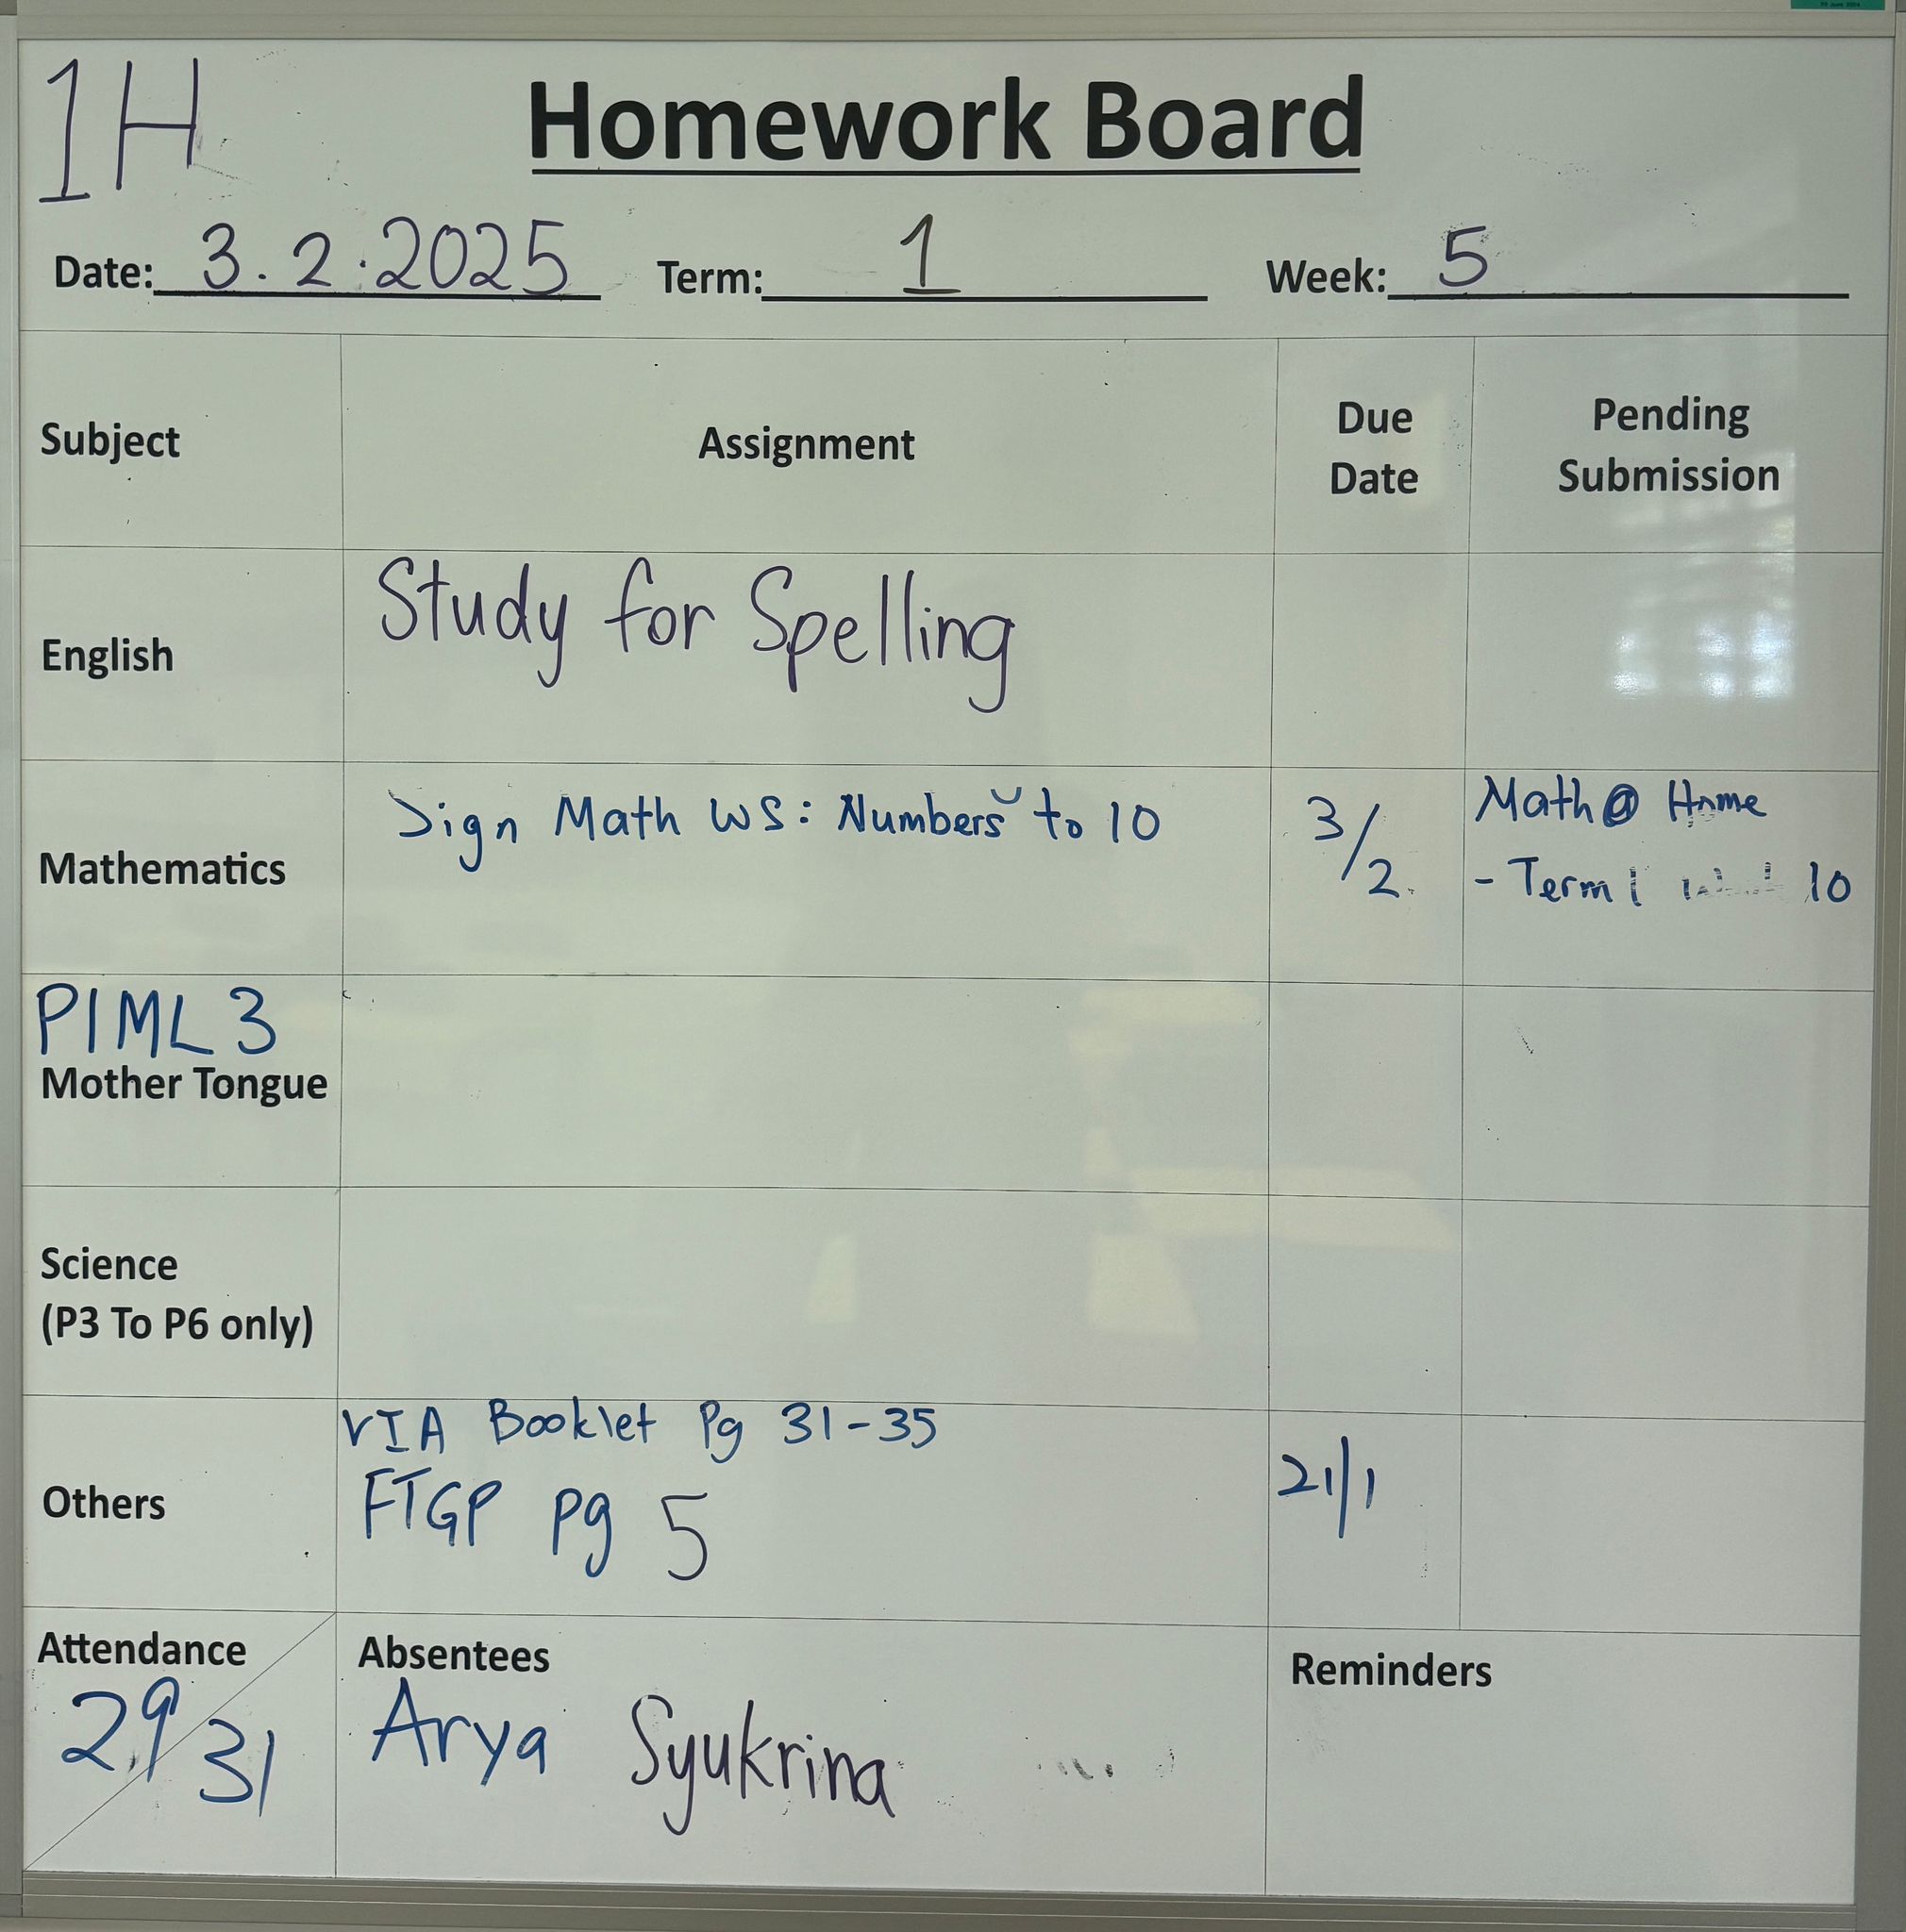 1H
Homework Board
Date: 3.2.2025 Term: 1 Week: 5
Subject
Assignment
Due
Date
Pending
Submission
English
Study for Spelling
Mathematics
Sign Math WS: Numbers to 10
3/2
Math@ Home
- Term 1 10
PIML 3
Mother Tongue
Science
(P3 To P6 only)
Others
VIA Booklet Pg 31-35
FTGP pg 5
21/1
Attendance
29/31
Absentees
Arya Syukrina
Reminders